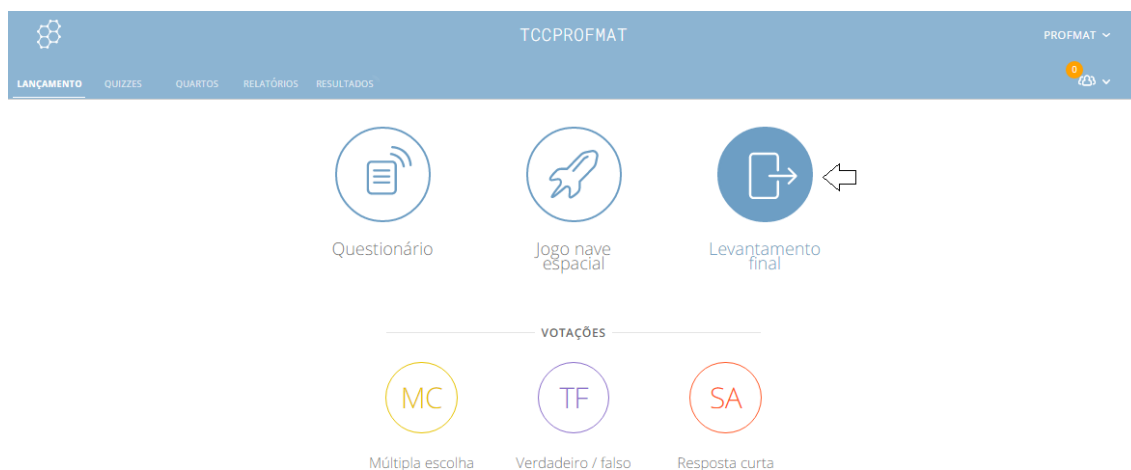 TCCPROFMAT
PROFMAT
LANÇAMENTO QUIZZES QUARTOS RELATÓRIOS RESULTADOS
0
Questionário
Jogo nave
espacial
Levantamento
final
VOTAÇÕES
MC
TF
SA
Múltipla escolha
Verdadeiro / falso
Resposta curta